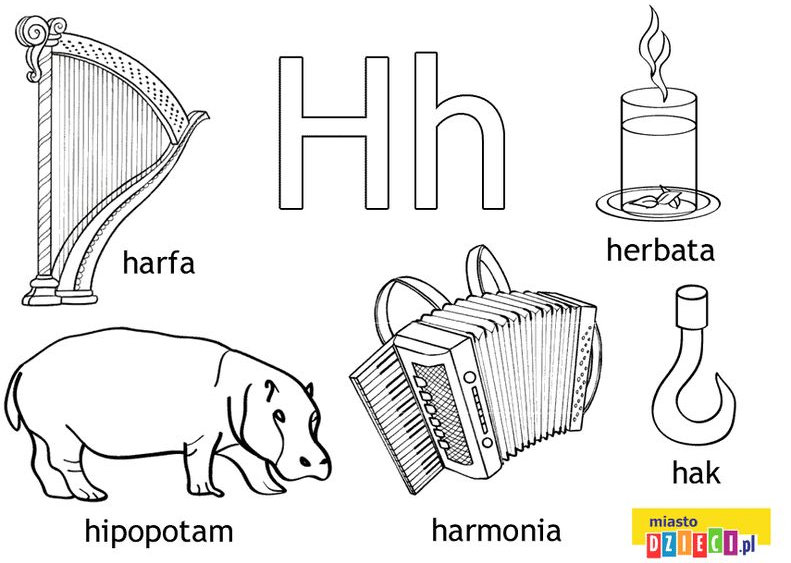 Hh
harfa
herbata
hipopotam
harmonia
hak
miasto
DZIECI.pl